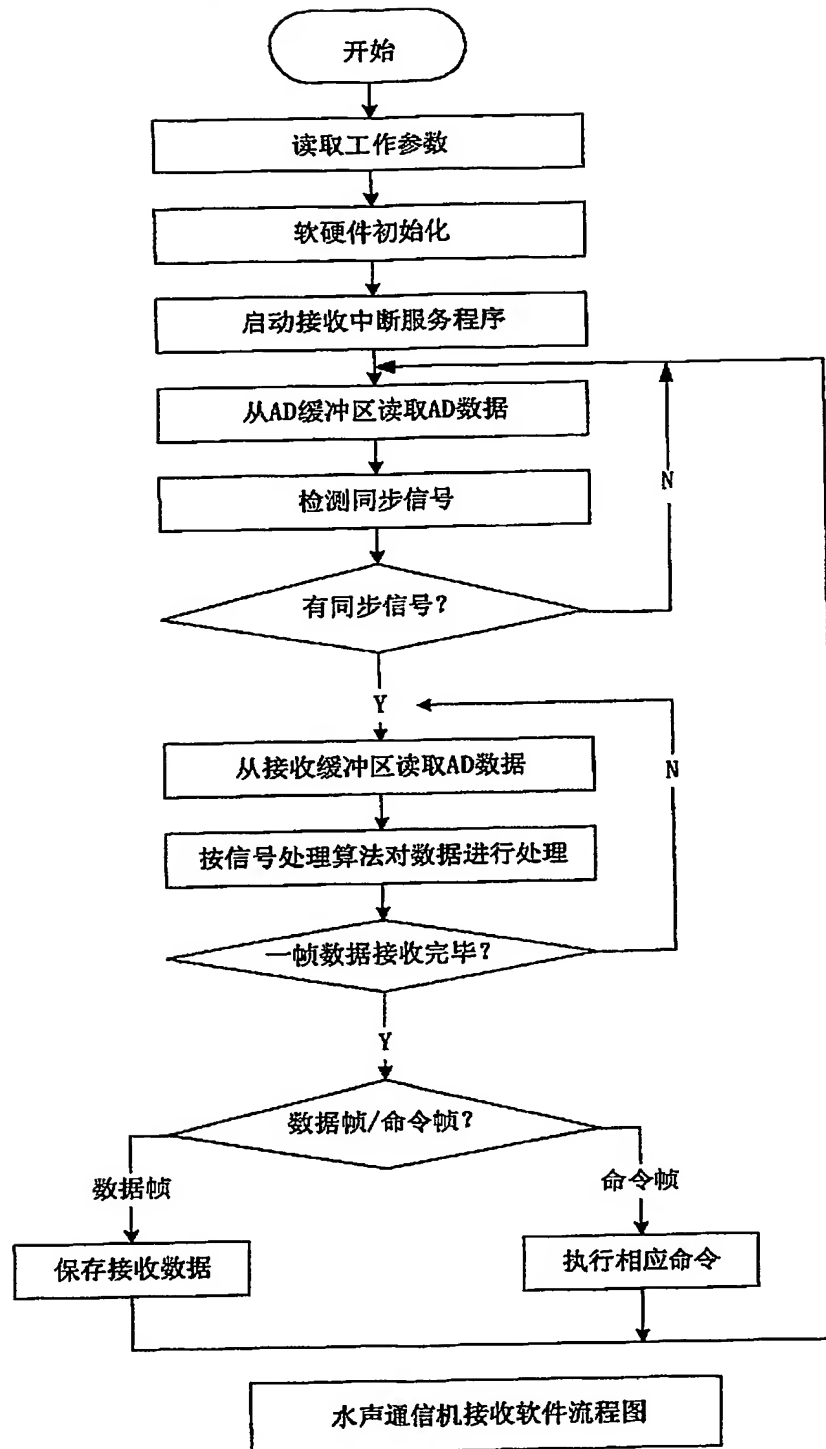 开始
读取工作参数
软硬件初始化
启动接收中断服务程序
从AD缓冲区读取AD数据
检测同步信号
N
有同步信号?
Y
从接收缓冲区读取AD数据
N
按信号处理算法对数据进行处理
一帧数据接收完毕?
Y
数据帧/命令帧?
数据帧
命令帧
保存接收数据
执行相应命令
水声通信机接收软件流程图